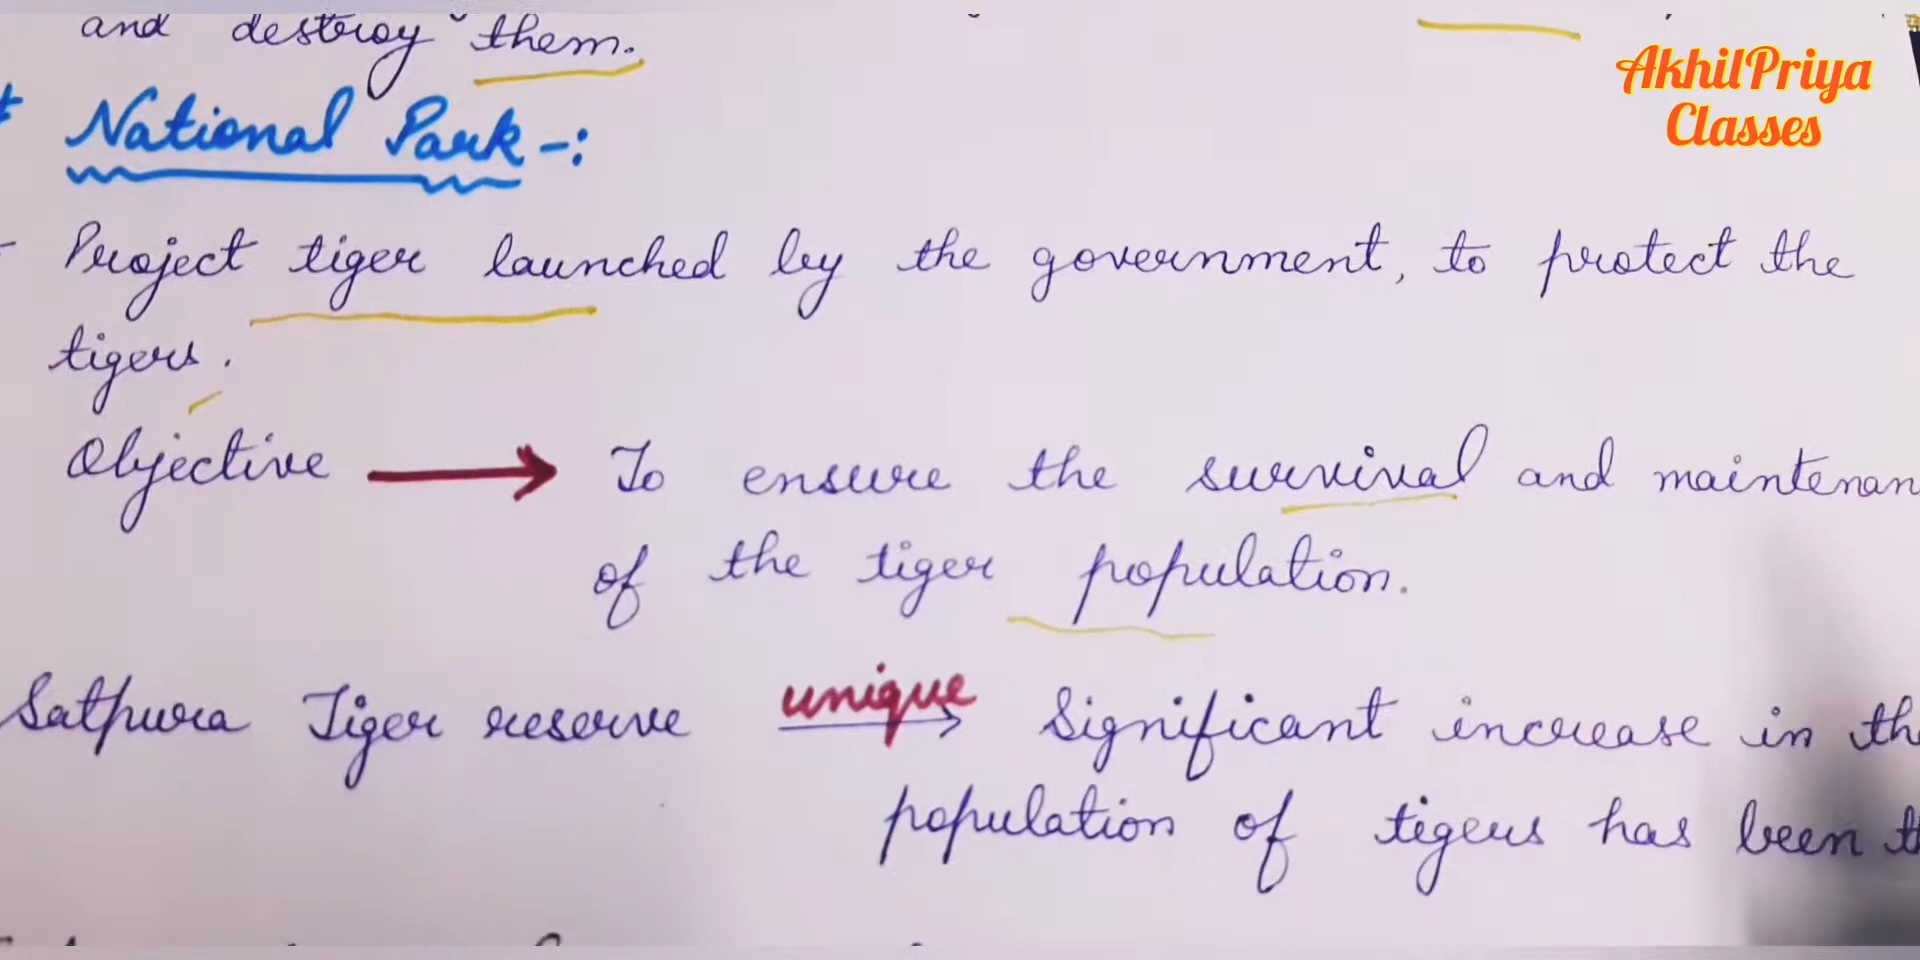 and destroy them.
AkhilPriya
Classes
* National Park -:
- Project tiger launched by the government, to protect the
tigers.
Objective → To ensure the survival and maintenan
of the tiger population.
Satpura Tiger reserve unique → Significant increase in the
population of tigers has been